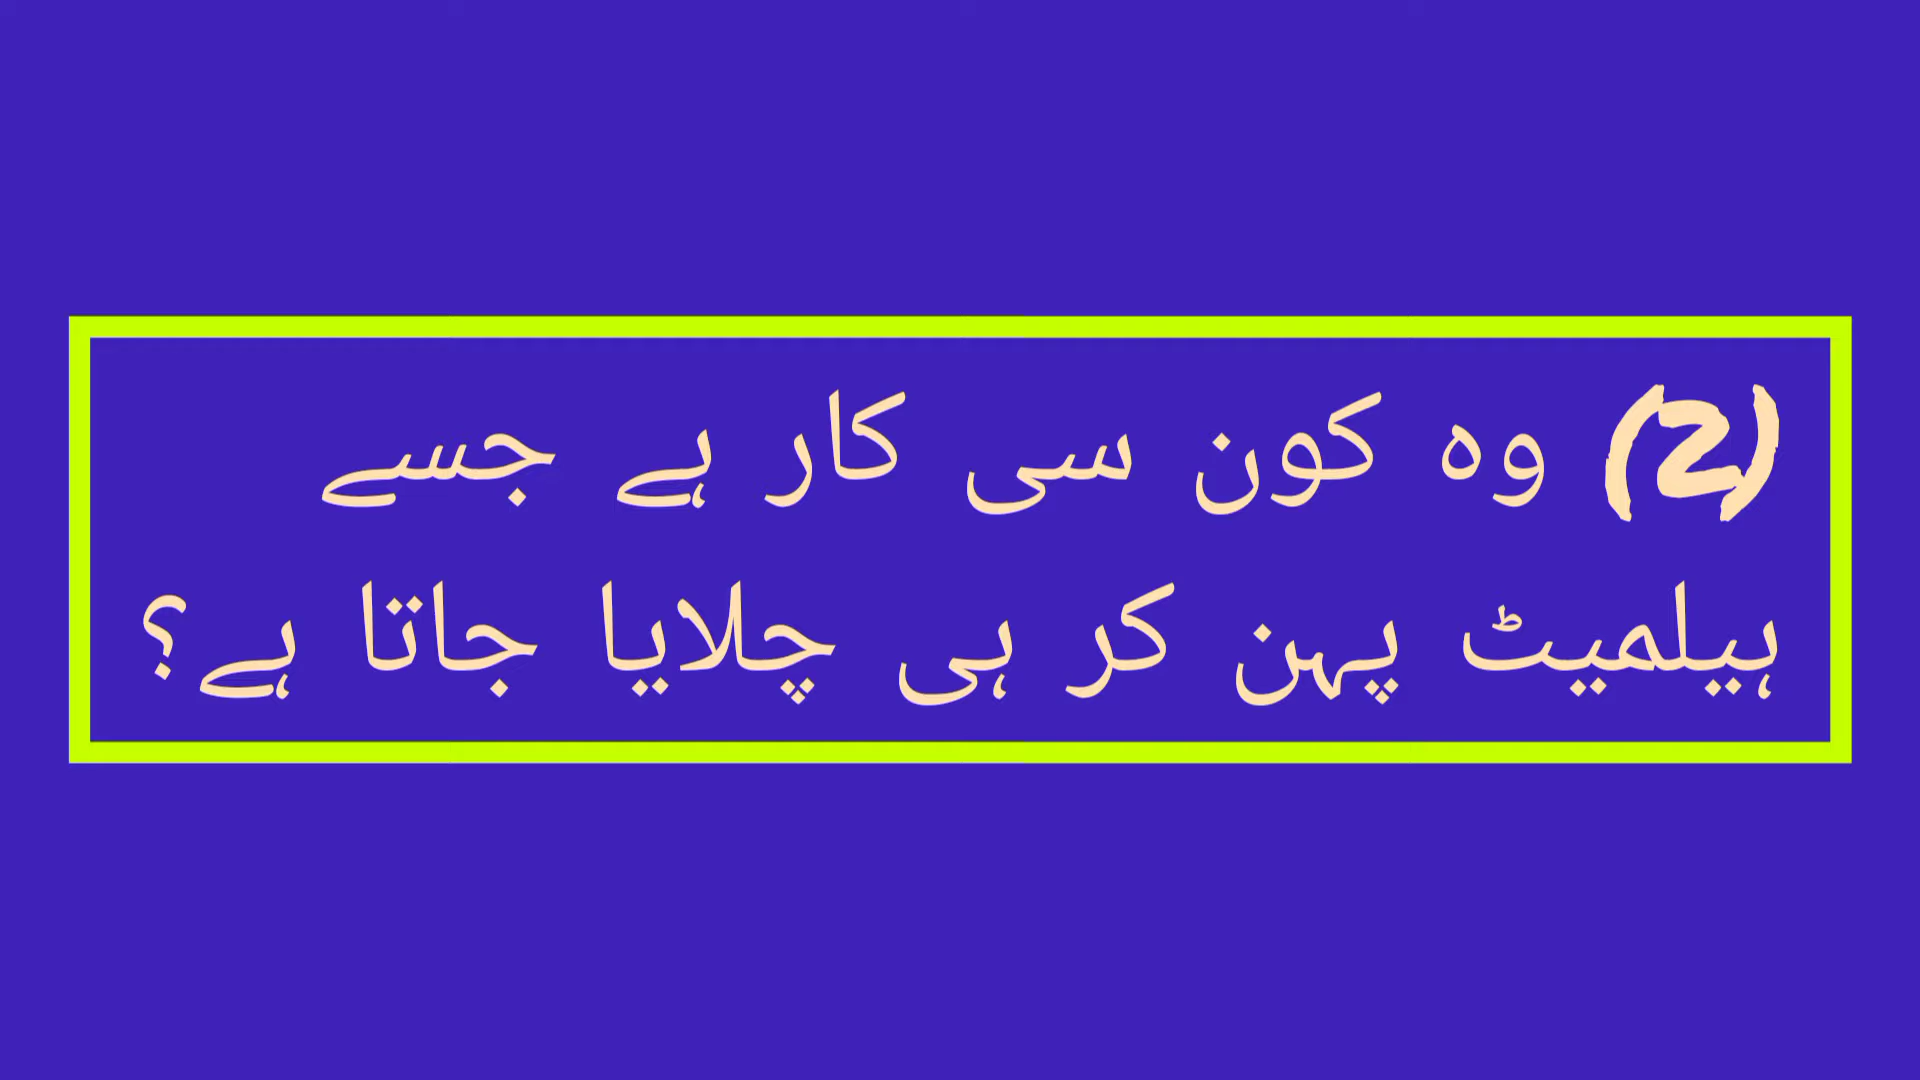 (2) وہ کون سی کار ہے جسے
ہیلمیٹ پہن کر ہی چلایا جاتا ہے؟